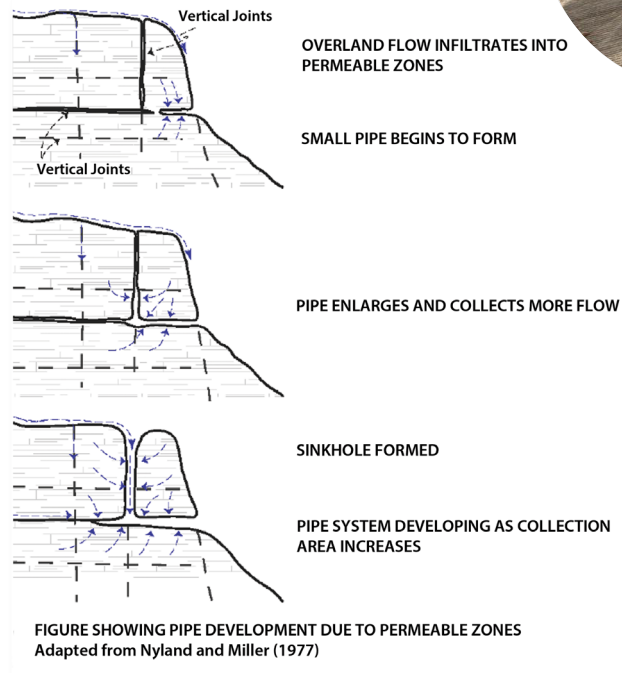 Vertical Joints
OVERLAND FLOW INFILTRATES INTO
PERMEABLE ZONES
SMALL PIPE BEGINS TO FORM
Vertical Joints
PIPE ENLARGES AND COLLECTS MORE FLOW
SINKHOLE FORMED
PIPE SYSTEM DEVELOPING AS COLLECTION
AREA INCREASES
FIGURE SHOWING PIPE DEVELOPMENT DUE TO PERMEABLE ZONES
Adapted from Nyland and Miller (1977)